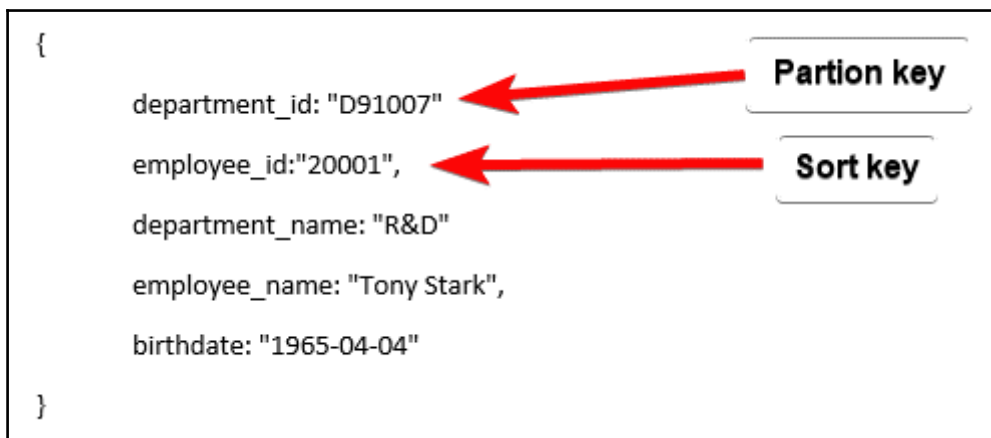 {
department_id: "D91007"
Partion key
employee_id:"20001",
Sort key
department_name: "R&D"
employee_name: "Tony Stark",
birthdate: "1965-04-04"
}